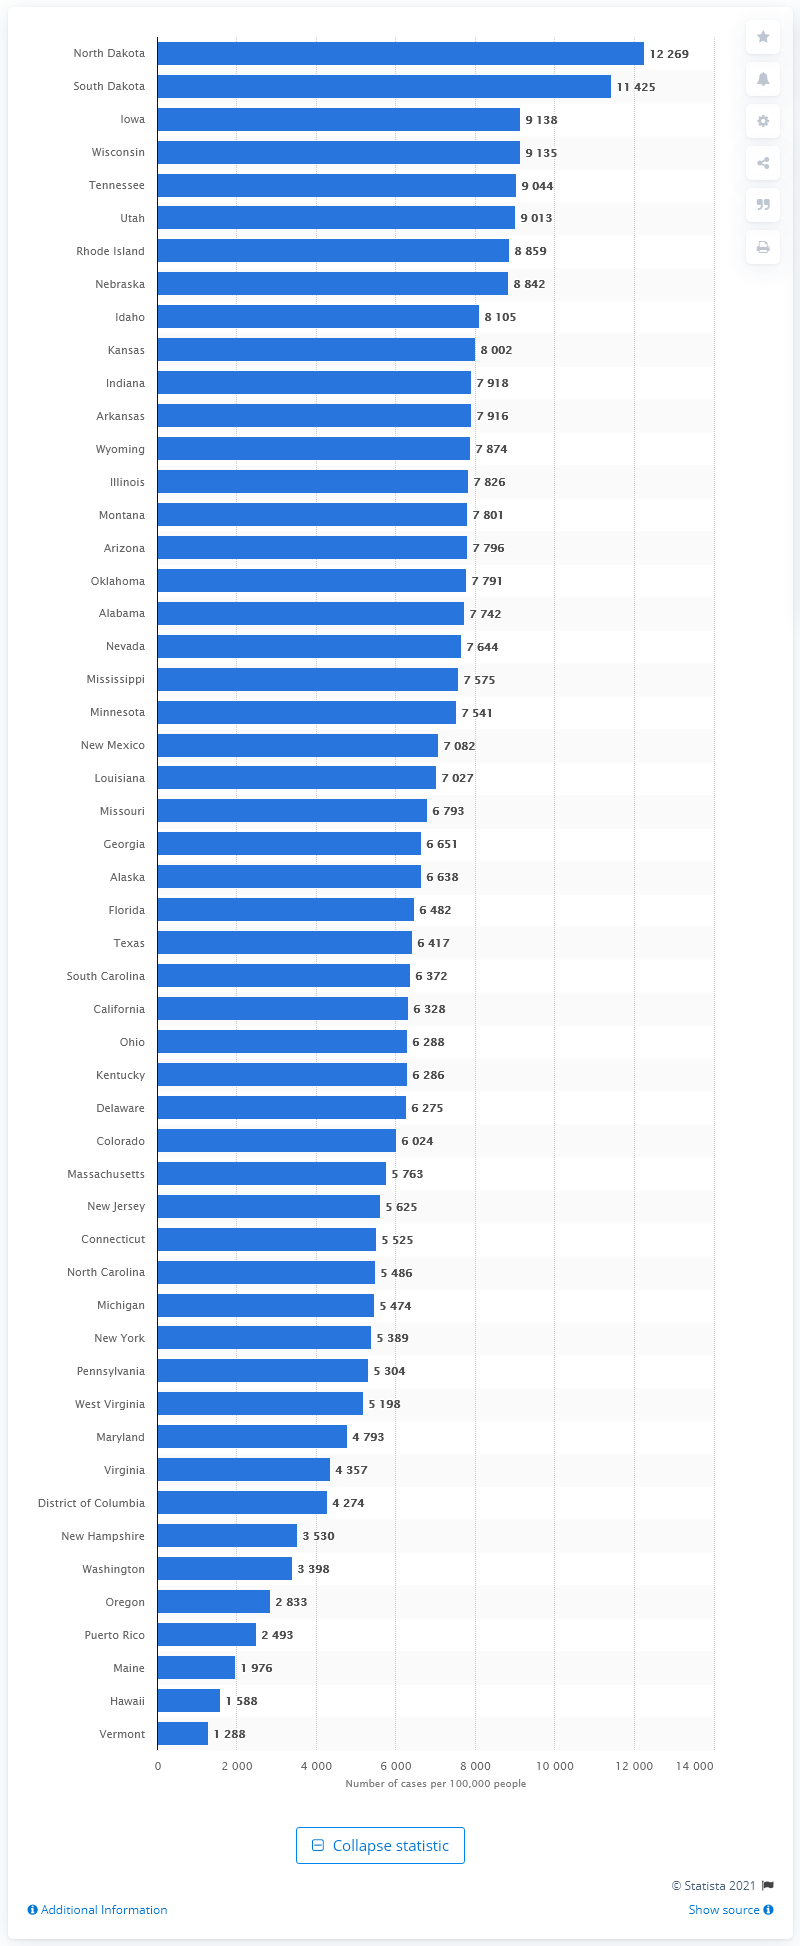 North Dakota 12 269
South Dakota 11 425
Iowa 9 138
Wisconsin 9 135
Tennessee 9 044
Utah 9 013
Rhode Island 8 859
Nebraska 8 842
Idaho 8 105
Kansas 8 002
Indiana 7 918
Arkansas 7 916
Wyoming 7 874
Illinois 7 826
Montana 7 801
Arizona 7 796
Oklahoma 7 791
Alabama 7 742
Nevada 7 644
Mississippi 7 575
Minnesota 7 541
New Mexico 7 082
Louisiana 7 027
Missouri 6 793
Georgia 6 651
Alaska 6 638
Florida 6 482
Texas 6 417
South Carolina 6 372
California 6 328
Ohio 6 288
Kentucky 6 286
Delaware 6 275
Colorado 6 024
Massachusetts 5 763
New Jersey 5 625
Connecticut 5 525
North Carolina 5 486
Michigan 5 474
New York 5 389
Pennsylvania 5 304
West Virginia 5 198
Maryland 4 793
Virginia 4 357
District of Columbia 4 274
New Hampshire 3 530
Washington 3 398
Oregon 2 833
Puerto Rico 2 493
Maine 1 976
Hawaii 1 588
Vermont 1 288
0 2 000 4 000 6 000 8 000 10 000 12 000 14 000
Number of cases per 100,000 people
Collapse statistic
© Statista 2021
Additional Information Show source